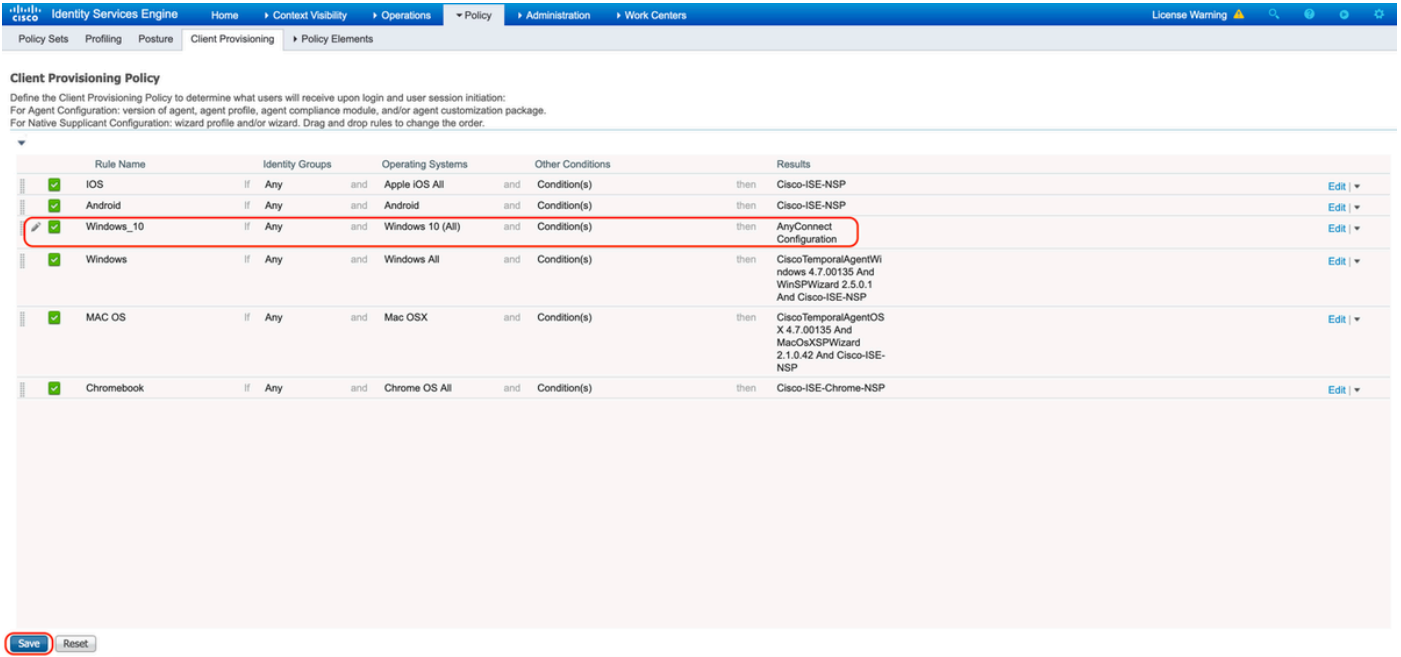 cisco Identity Services Engine Home Context Visibility Operations Policy Administration Work Centers License Warning
Policy Sets Profiling Posture Client Provisioning Policy Elements
Client Provisioning Policy
Define the Client Provisioning Policy to determine what users will receive upon login and user session initiation:
For Agent Configuration: version of agent, agent profile, agent compliance module, and/or agent customization package.
For Native Supplicant Configuration: wizard profile and/or wizard. Drag and drop rules to change the order.
Rule Name Identity Groups Operating Systems Other Conditions Results
IOS If Any and Apple iOS All and Condition(s) then Cisco-ISE-NSP Edit |
Android If Any and Android and Condition(s) then Cisco-ISE-NSP Edit |
Windows_10 If Any and Windows 10 (All) and Condition(s) then AnyConnect Edit |
Configuration
Windows If Any and Windows All and Condition(s) then CiscoTemporalAgentWi Edit |
ndows 4.7.00135 And
WinSPWizard 2.5.0.1
And Cisco-ISE-NSP
MAC OS If Any and Mac OSX and Condition(s) then CiscoTemporalAgentOS Edit |
X 4.7.00135 And
MacOsXSPWizard
2.1.0.42 And Cisco-ISE-
NSP
Chromebook If Any and Chrome OS All and Condition(s) then Cisco-ISE-Chrome-NSP Edit |
Save Reset